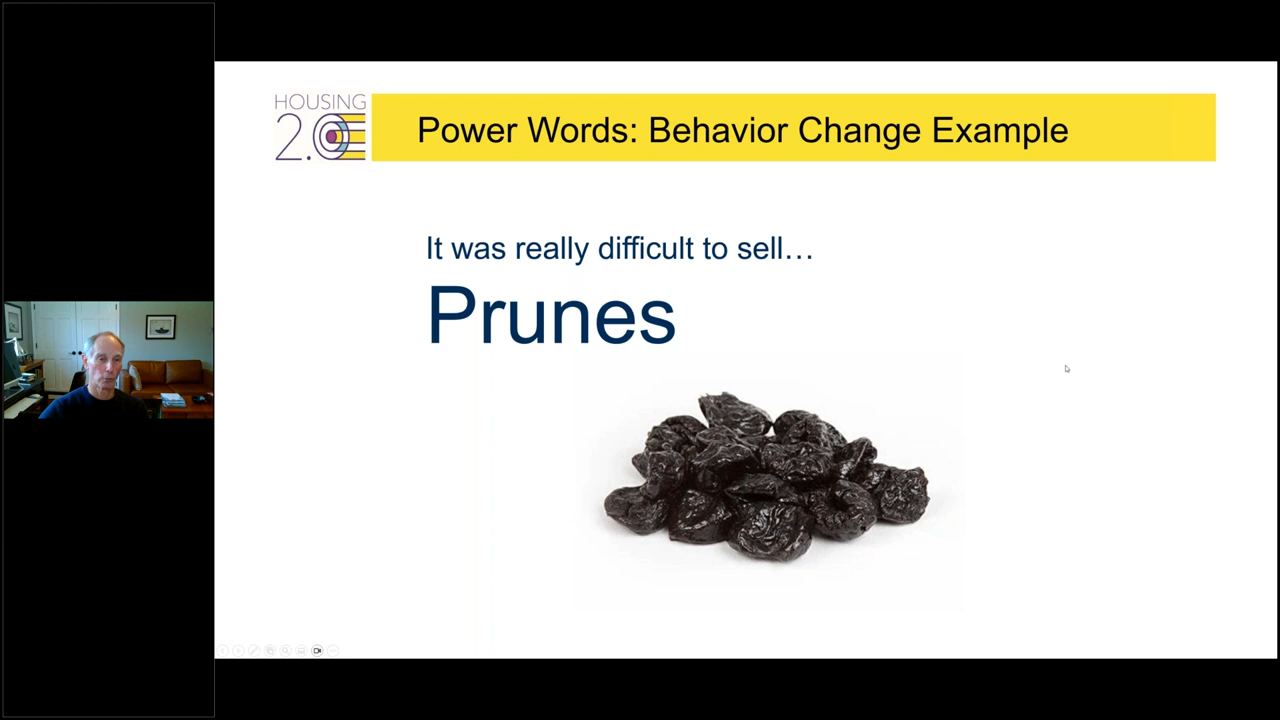 HOUSING
2.0
Power Words: Behavior Change Example
It was really difficult to sell…
Prunes